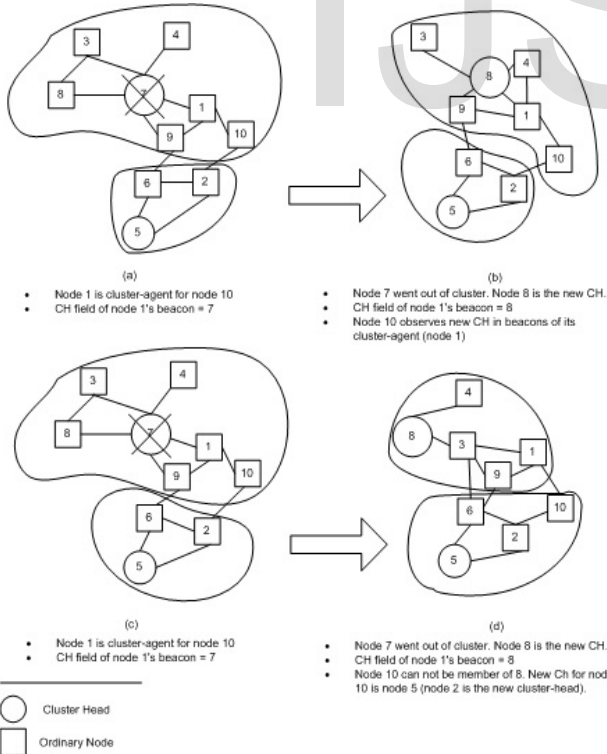 3
4
7
8
1
9
10
6
2
5
(a)
• Node 1 is cluster-agent for node 10
• CH field of node 1's beacon = 7
3
4
8
9
1
6
10
2
5
(b)
• Node 7 went out of cluster. Node 8 is the new CH.
• CH field of node 1's beacon = 8
• Node 10 observes new CH in beacons of its
cluster-agent (node 1)
3
4
8
7
1
9
10
6
2
5
(c)
• Node 1 is cluster-agent for node 10
• CH field of node 1's beacon = 7
4
8
3
1
9
6
10
2
5
(d)
• Node 7 went out of cluster. Node 8 is the new CH.
• CH field of node 1's beacon = 8
• Node 10 can not be member of 8. New Ch for nod
10 is node 5 (node 2 is the new cluster-head).
Cluster Head
Ordinary Node